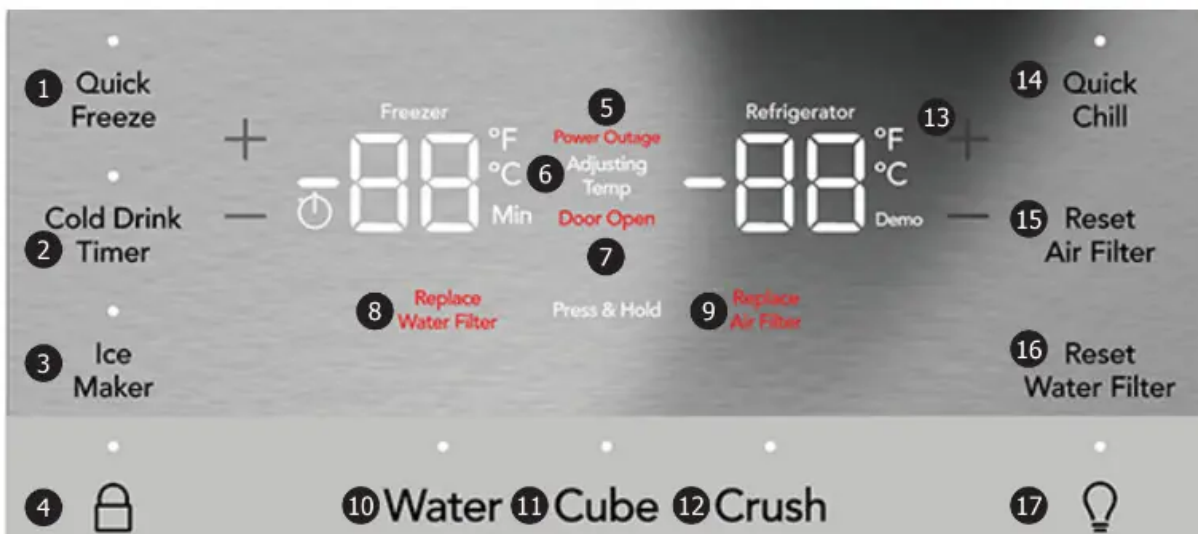 1 Quick
Freeze
2 Cold Drink
Timer
3 Ice
Maker
4
Freezer
-88 °F
°C
Min
5
Power Outage
6 Adjusting
Temp
Door Open
7
Refrigerator
-88 °F
°C
Demo
8 Replace
Water Filter
Press & Hold
9 Replace
Air Filter
13
+
-
+
-
14 Quick
Chill
15 Reset
Air Filter
16 Reset
Water Filter
10 Water
11 Cube
12 Crush
17